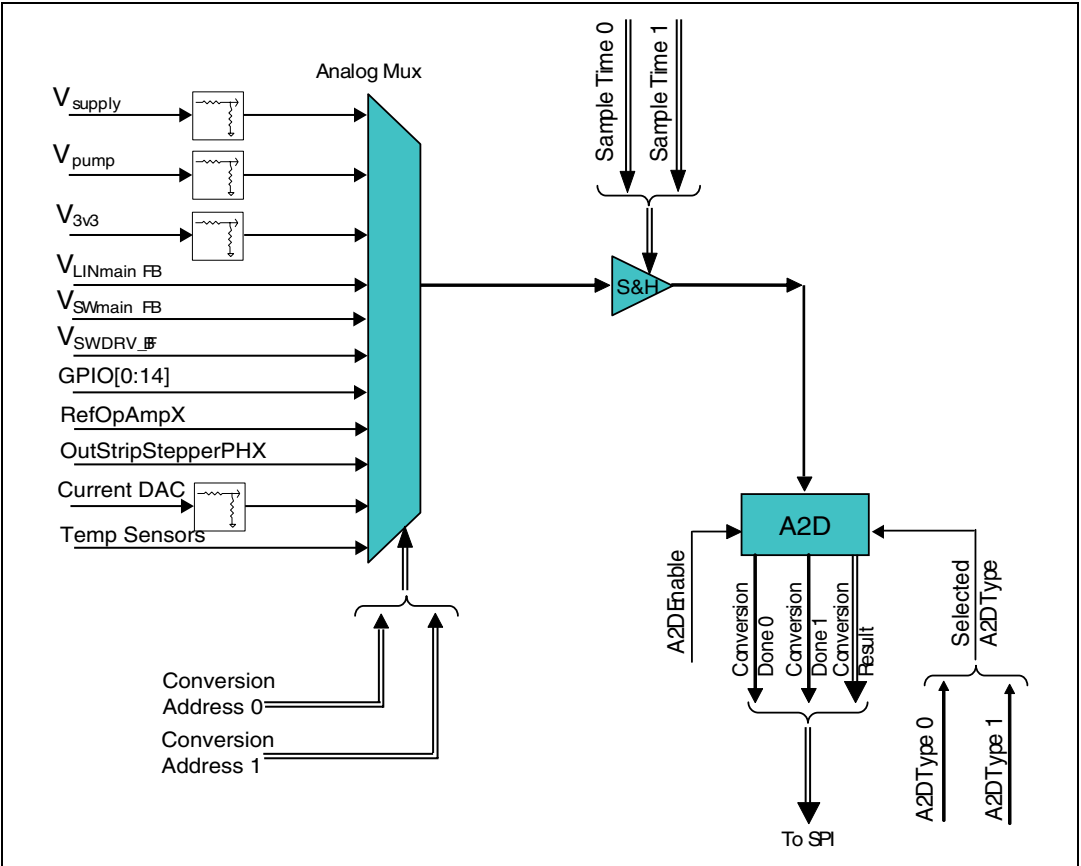 Analog Mux
Vsupply
Vpump
V3v3
VLINmain FB
VSWmain FB
VSWDRV_
GPIO[0:14]
RefOpAmpX
OutStripStepperPHX
Current DAC
Temp Sensors
Conversion
Address 0
Conversion
Address 1
Sample Time 0
Sample Time 1
S&H
A2D
A2DEnable
Conversion
Done 0
Conversion
Done 1
Conversion
Result
Selected
A2DType
A2DType 0
A2DType 1
To SPI